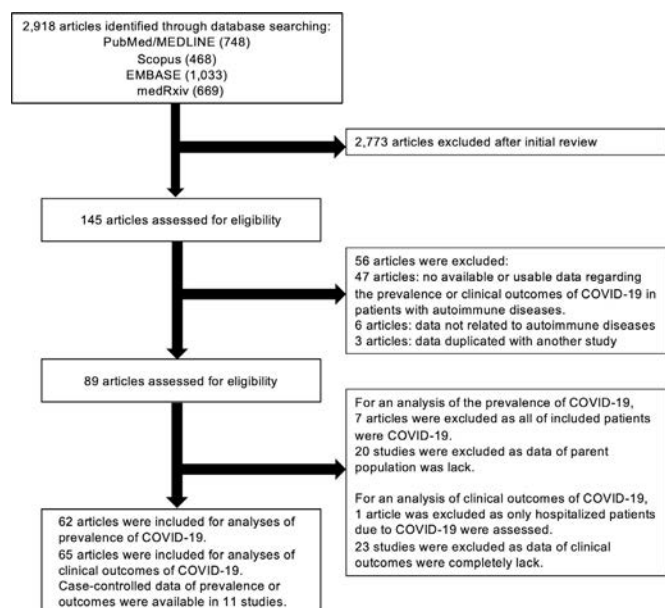 2,918 articles identified through database searching:
PubMed/MEDLINE (748)
Scopus (468)
EMBASE (1,033)
medRxiv (669)
2,773 articles excluded after initial review
145 articles assessed for eligibility
56 articles were excluded:
47 articles: no available or usable data regarding
the prevalence or clinical outcomes of COVID-19 in
patients with autoimmune diseases.
6 articles: data not related to autoimmune diseases
3 articles: data duplicated with another study
89 articles assessed for eligibility
For an analysis of the prevalence of COVID-19,
7 articles were excluded as all of included patients
were COVID-19.
20 studies were excluded as data of parent
population was lack.
For an analysis of clinical outcomes of COVID-19,
1 article was excluded as only hospitalized patients
due to COVID-19 were assessed.
23 studies were excluded as data of clinical
outcomes were completely lack.
62 articles were included for analyses of
prevalence of COVID-19.
65 articles were included for analyses of
clinical outcomes of COVID-19.
Case-controlled data of prevalence or
outcomes were available in 11 studies.